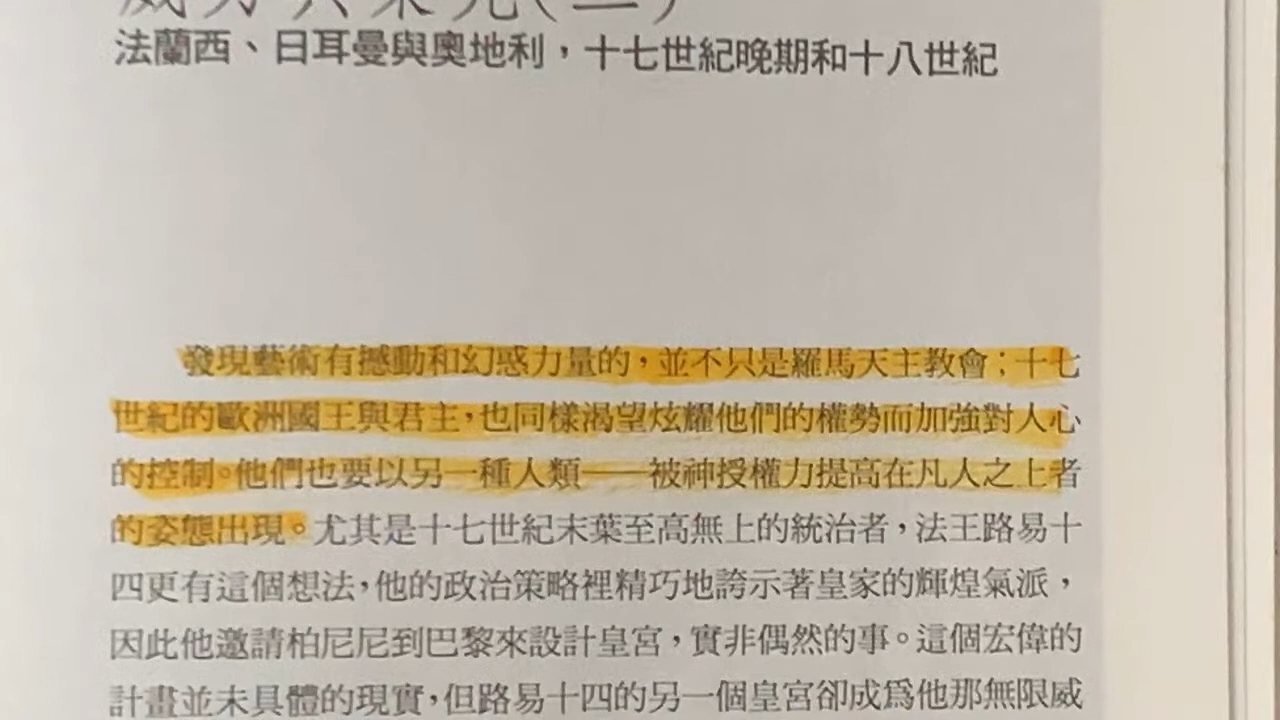 法蘭西、日耳曼與奧地利，十七世紀晚期和十八世紀
發現藝術有撼動和幻惑力量的，並不只是羅馬天主教會；十七
世紀的歐洲國王與君主，也同樣渴望炫耀他們的權勢而加強對人心
的控制。他們也要以另一種人類——被神授權力提高在凡人之上者
的姿態出現。尤其是十七世紀末葉至高無上的統治者，法王路易十
四更有這個想法，他的政治策略裡精巧地誇示著皇家的輝煌氣派，
因此他邀請柏尼尼到巴黎來設計皇宮，實非偶然的事。這個宏偉的
計畫並未具體的現實，但路易十四的另一個皇宮卻成爲他那無限威